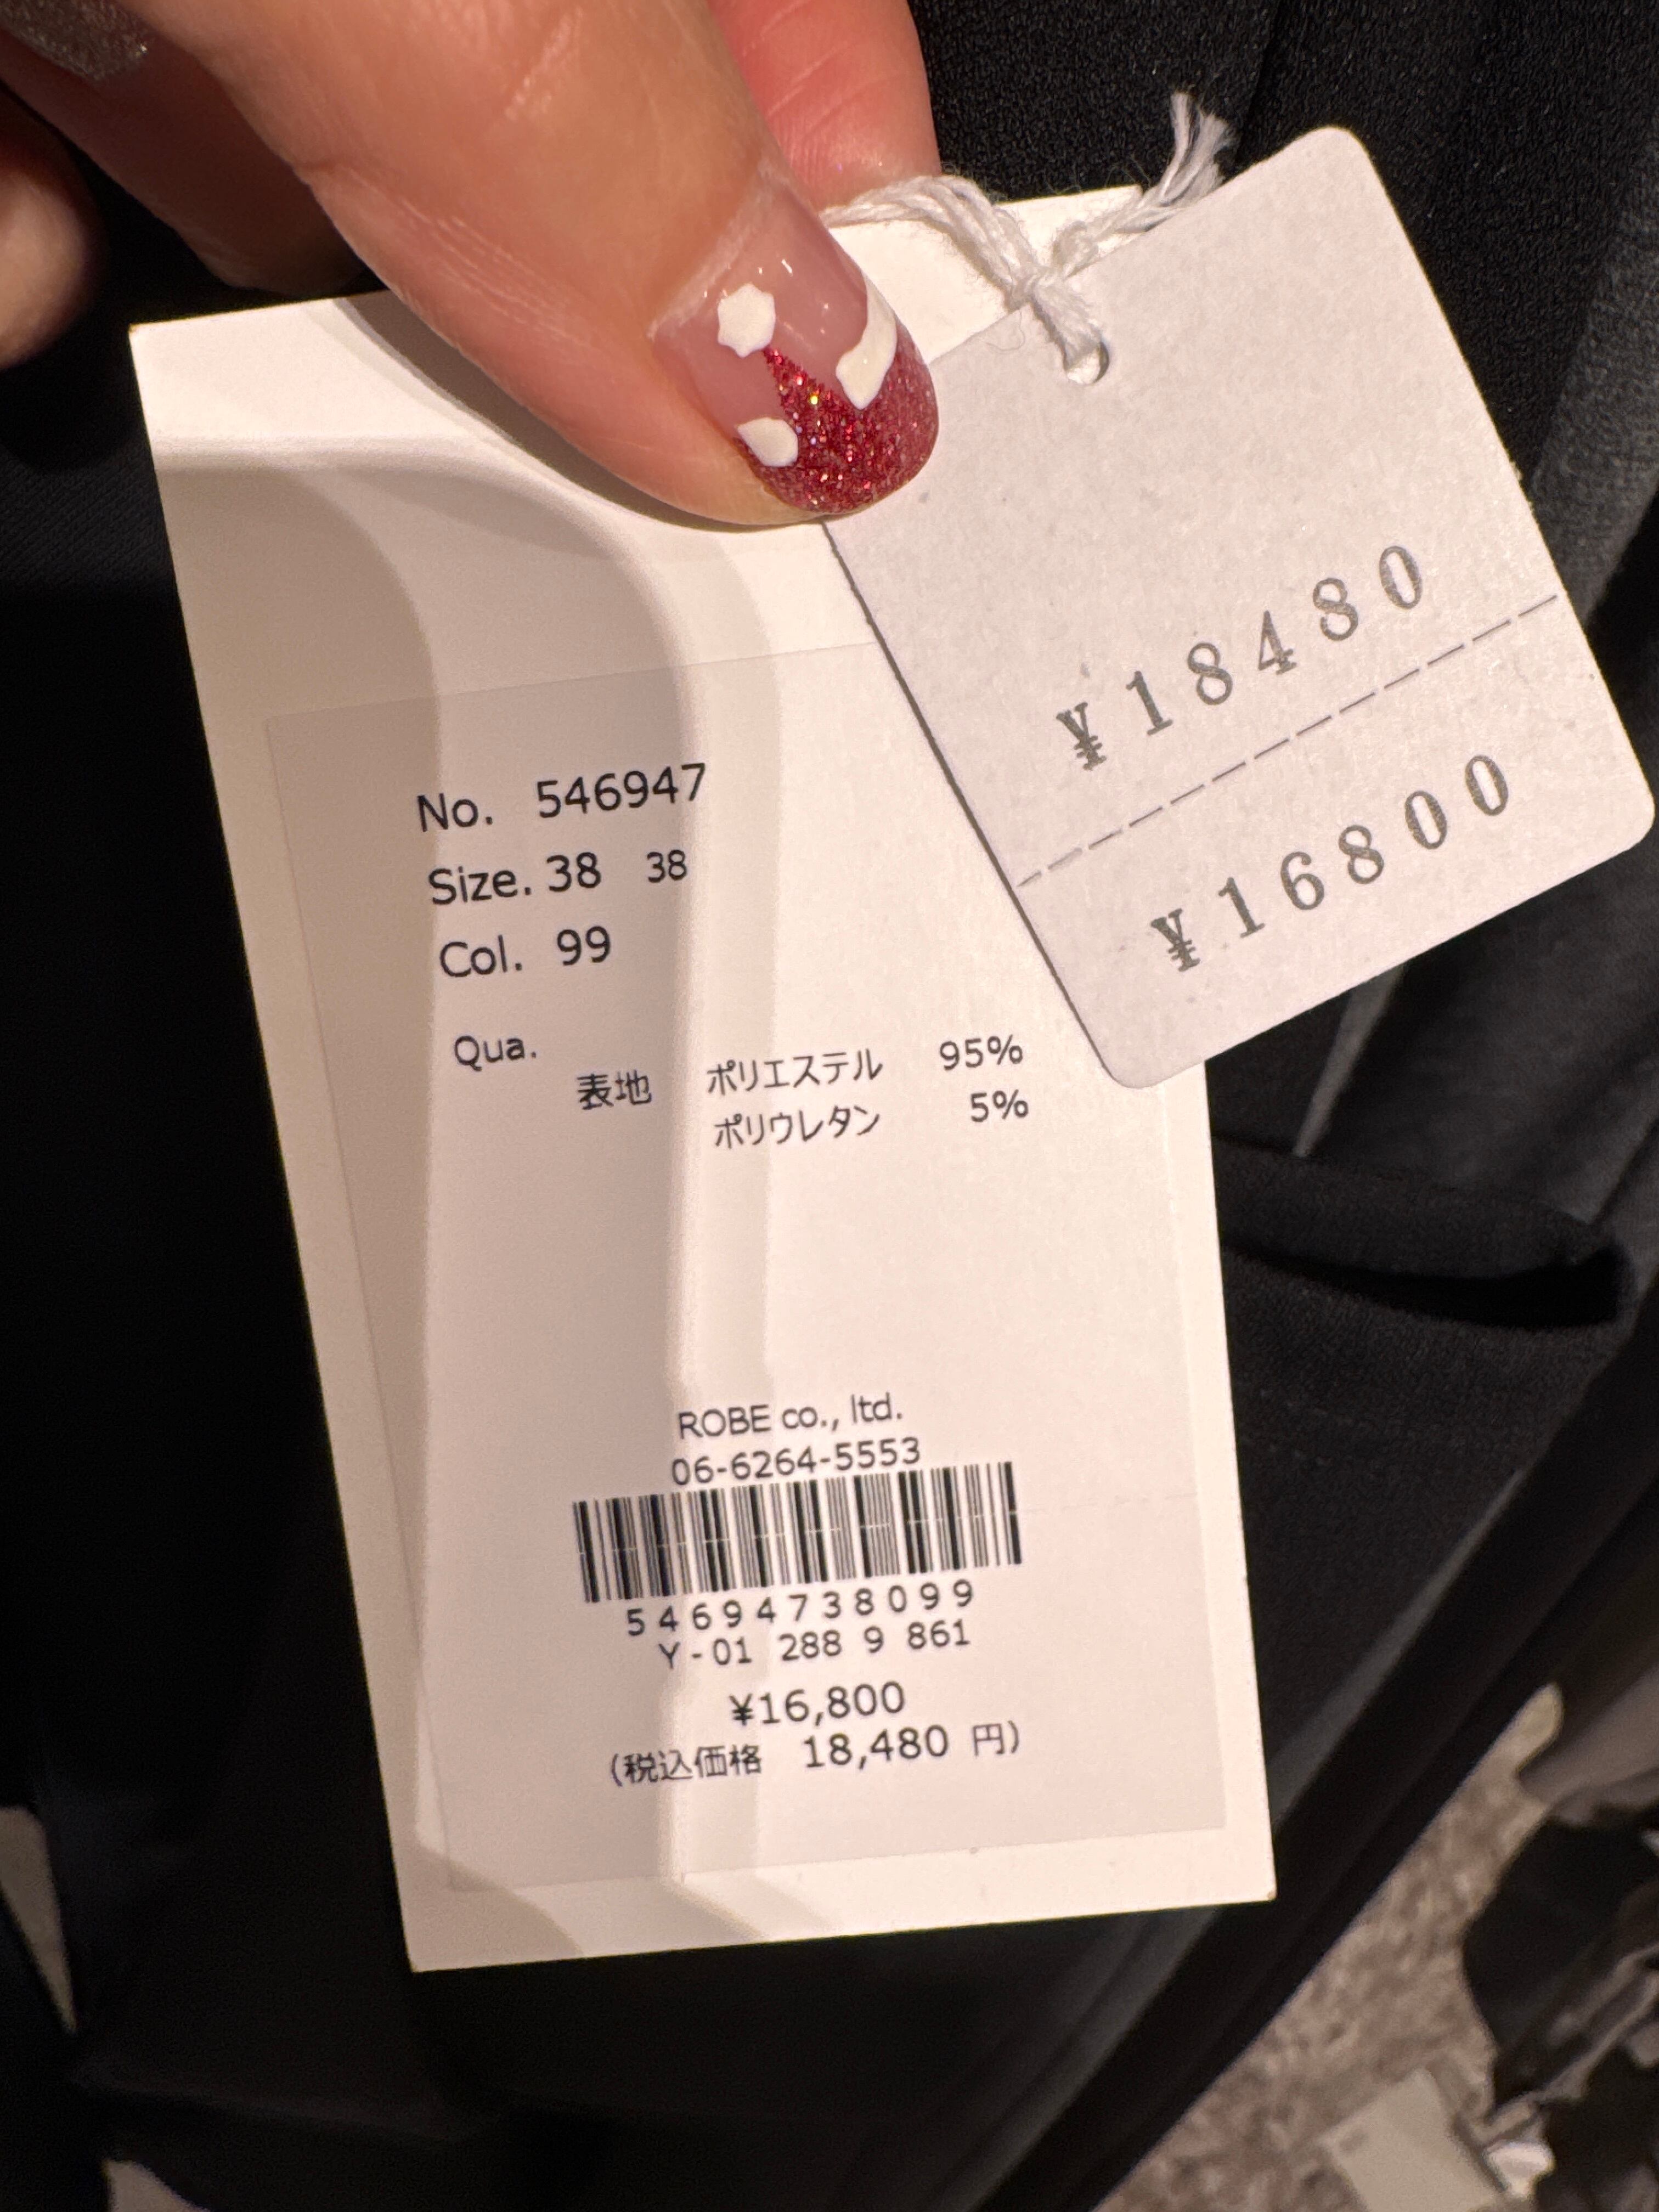 ¥18480
¥16800
No. 546947
Size. 38 38
Col. 99
Qua.
表地 ポリエステル 95%
ポリウレタン 5%
ROBE co., ltd.
06-6264-5553
54694738099
Y-01 288 9 861
¥16,800
(税込価格 18,480 円)